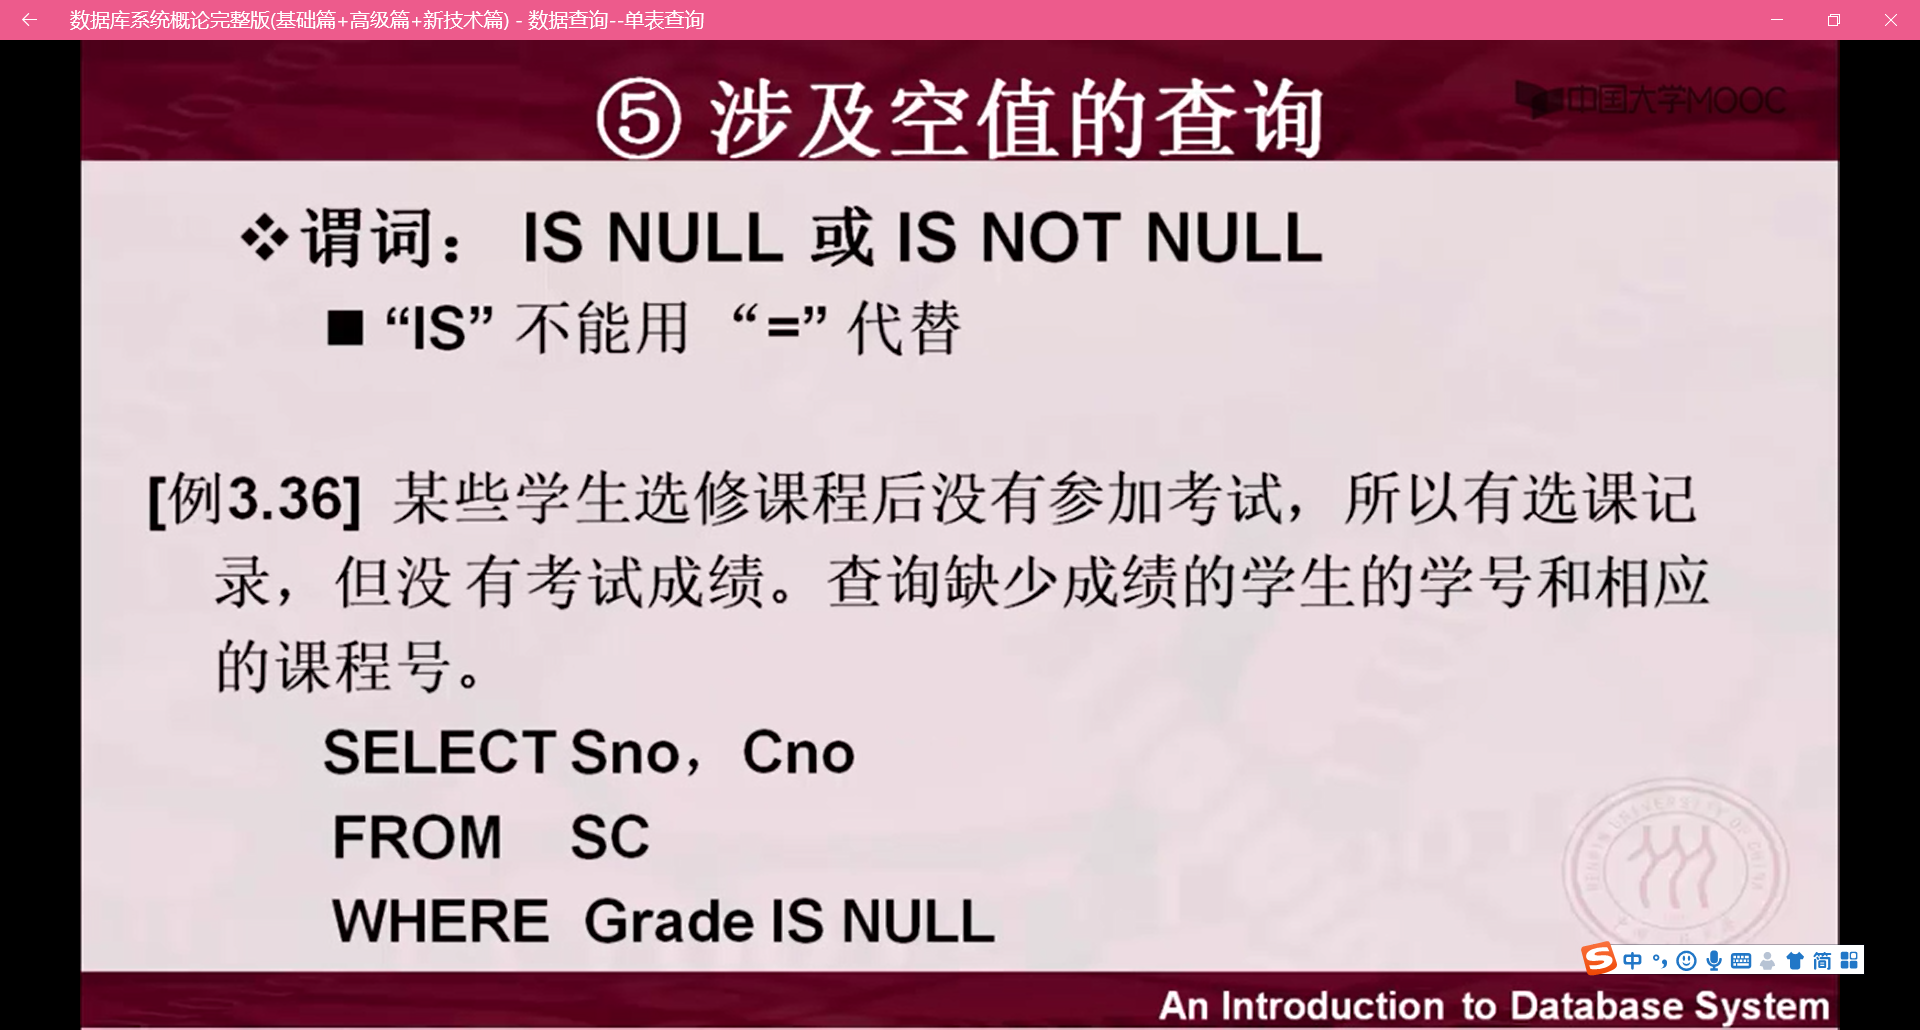 数据库系统概论完整版(基础篇+高级篇+新技术篇) - 数据查询--单表查询
⑤ 涉及空值的查询
中国大学MOOC
❖谓词： IS NULL 或 IS NOT NULL
■ “IS” 不能用 “=” 代替
[例3.36] 某些学生选修课程后没有参加考试，所以有选课记
录，但没有考试成绩。查询缺少成绩的学生的学号和相应
的课程号。
SELECT Sno，Cno
FROM SC
WHERE Grade IS NULL
中 简
An Introduction to Database System